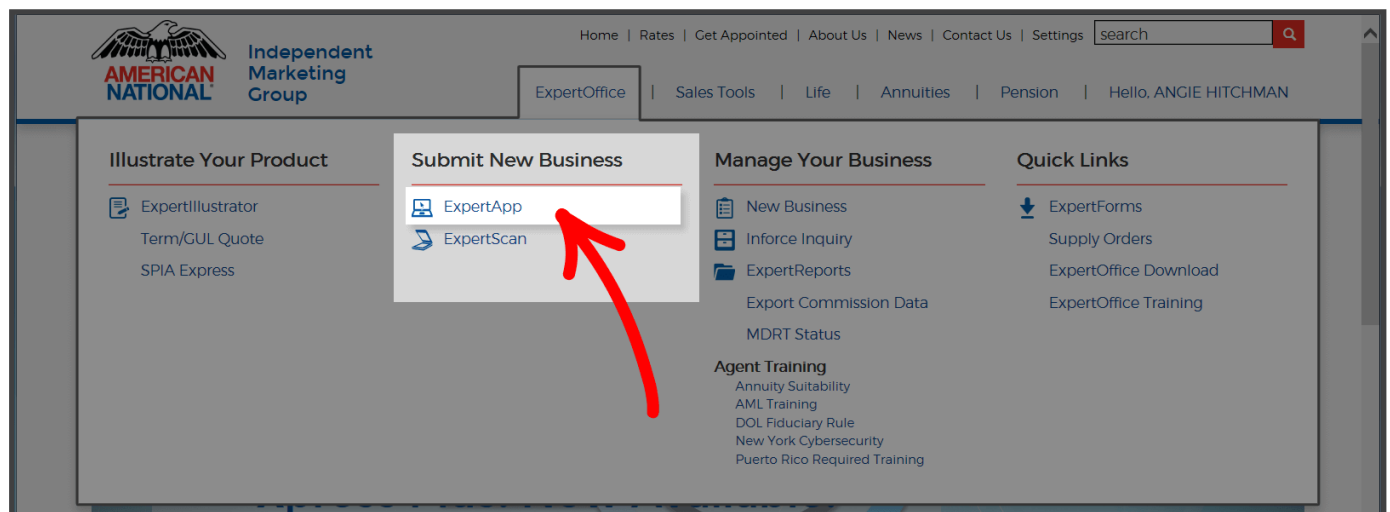 Home | Rates | Get Appointed | About Us | News | Contact Us | Settings search
AMERICAN
NATIONAL
Independent
Marketing
Group
ExpertOffice | Sales Tools | Life | Annuities | Pension | Hello, ANGIE HITCHMAN
Illustrate Your Product
ExpertIllustrator
Term/GUL Quote
SPIA Express
Submit New Business
ExpertApp
ExpertScan
Manage Your Business
New Business
Inforce Inquiry
ExpertReports
Export Commission Data
MDRT Status
Agent Training
Annuity Suitability
AML Training
DOL Fiduciary Rule
New York Cybersecurity
Puerto Rico Required Training
Quick Links
ExpertForms
Supply Orders
ExpertOffice Download
ExpertOffice Training